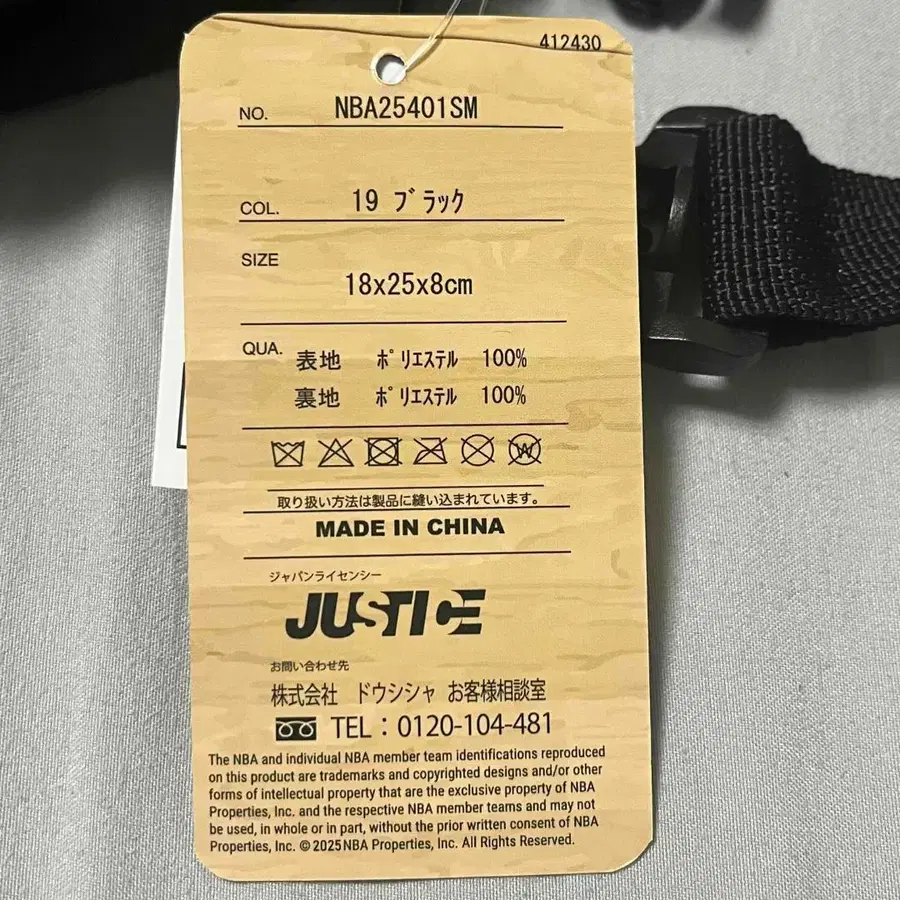 412430
NO. NBA25401SM
COL. 19 ブラック
SIZE
18x25x8cm
QUA. 表地 ポリエステル 100%
裏地 ポリエステル 100%
W
取り扱い方法は製品に縫い込まれています。
MADE IN CHINA
ジャパンライセンシー
JUSTICE
お問い合わせ先
株式会社 ドウシシャ お客様相談室
TEL：0120-104-481
The NBA and individual NBA member team identifications reproduced
on this product are trademarks and copyrighted designs and/or other
forms of intellectual property that are the exclusive property of NBA
Properties, Inc. and the respective NBA member teams and may not
be used, in whole or in part, without the prior written consent of NBA
Properties, Inc. © 2025 NBA Properties, Inc. All Rights Reserved.